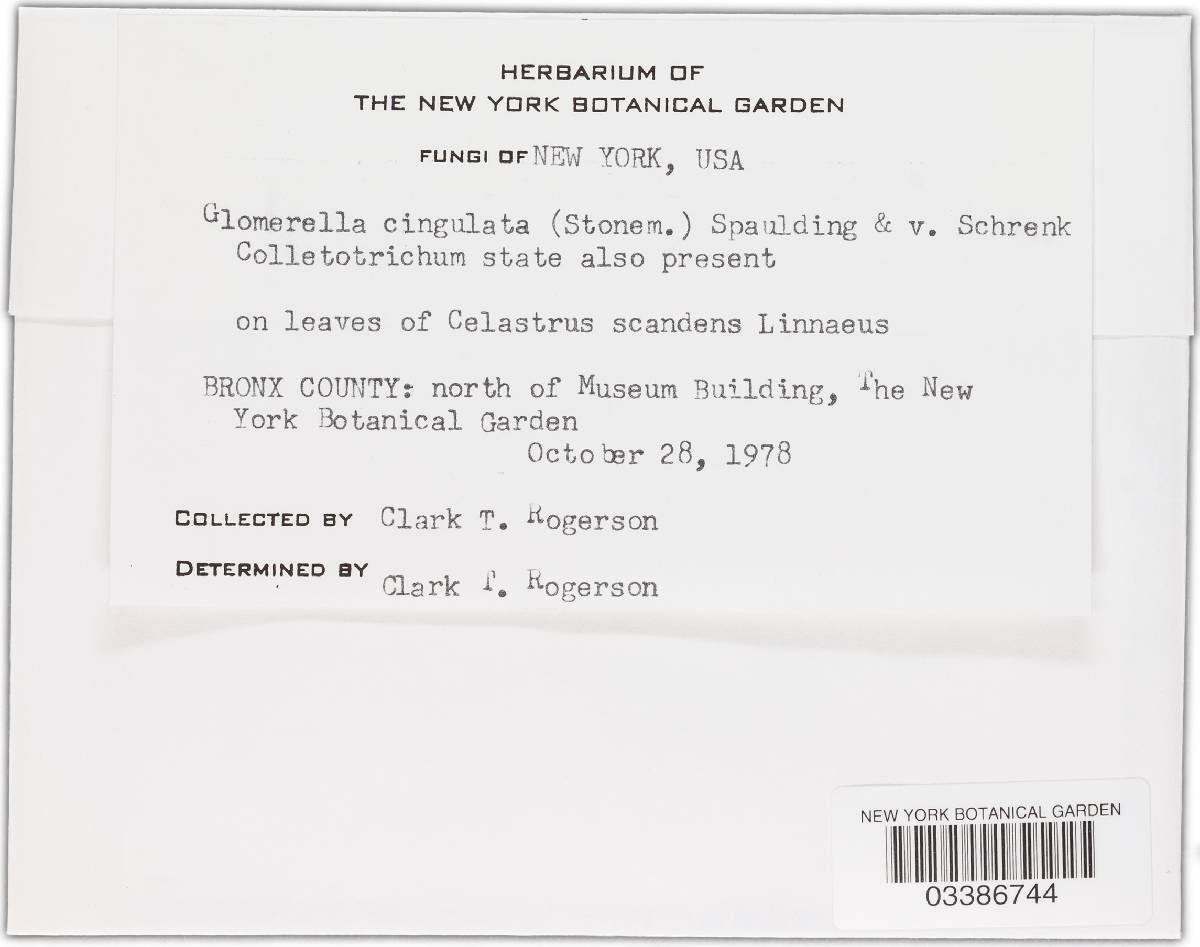 HERBARIUM OF
THE NEW YORK BOTANICAL GARDEN
FUNGI OF NEW YORK, USA
Glomerella cingulata (Stonem.) Spaulding & v. Schrenk
Colletotrichum state also present
on leaves of Celastrus scandens Linnaeus
BRONX COUNTY: north of Museum Building, The New
York Botanical Garden
October 28, 1978
COLLECTED BY Clark T. Rogerson
DETERMINED BY Clark T. Rogerson
NEW YORK BOTANICAL GARDEN
03386744